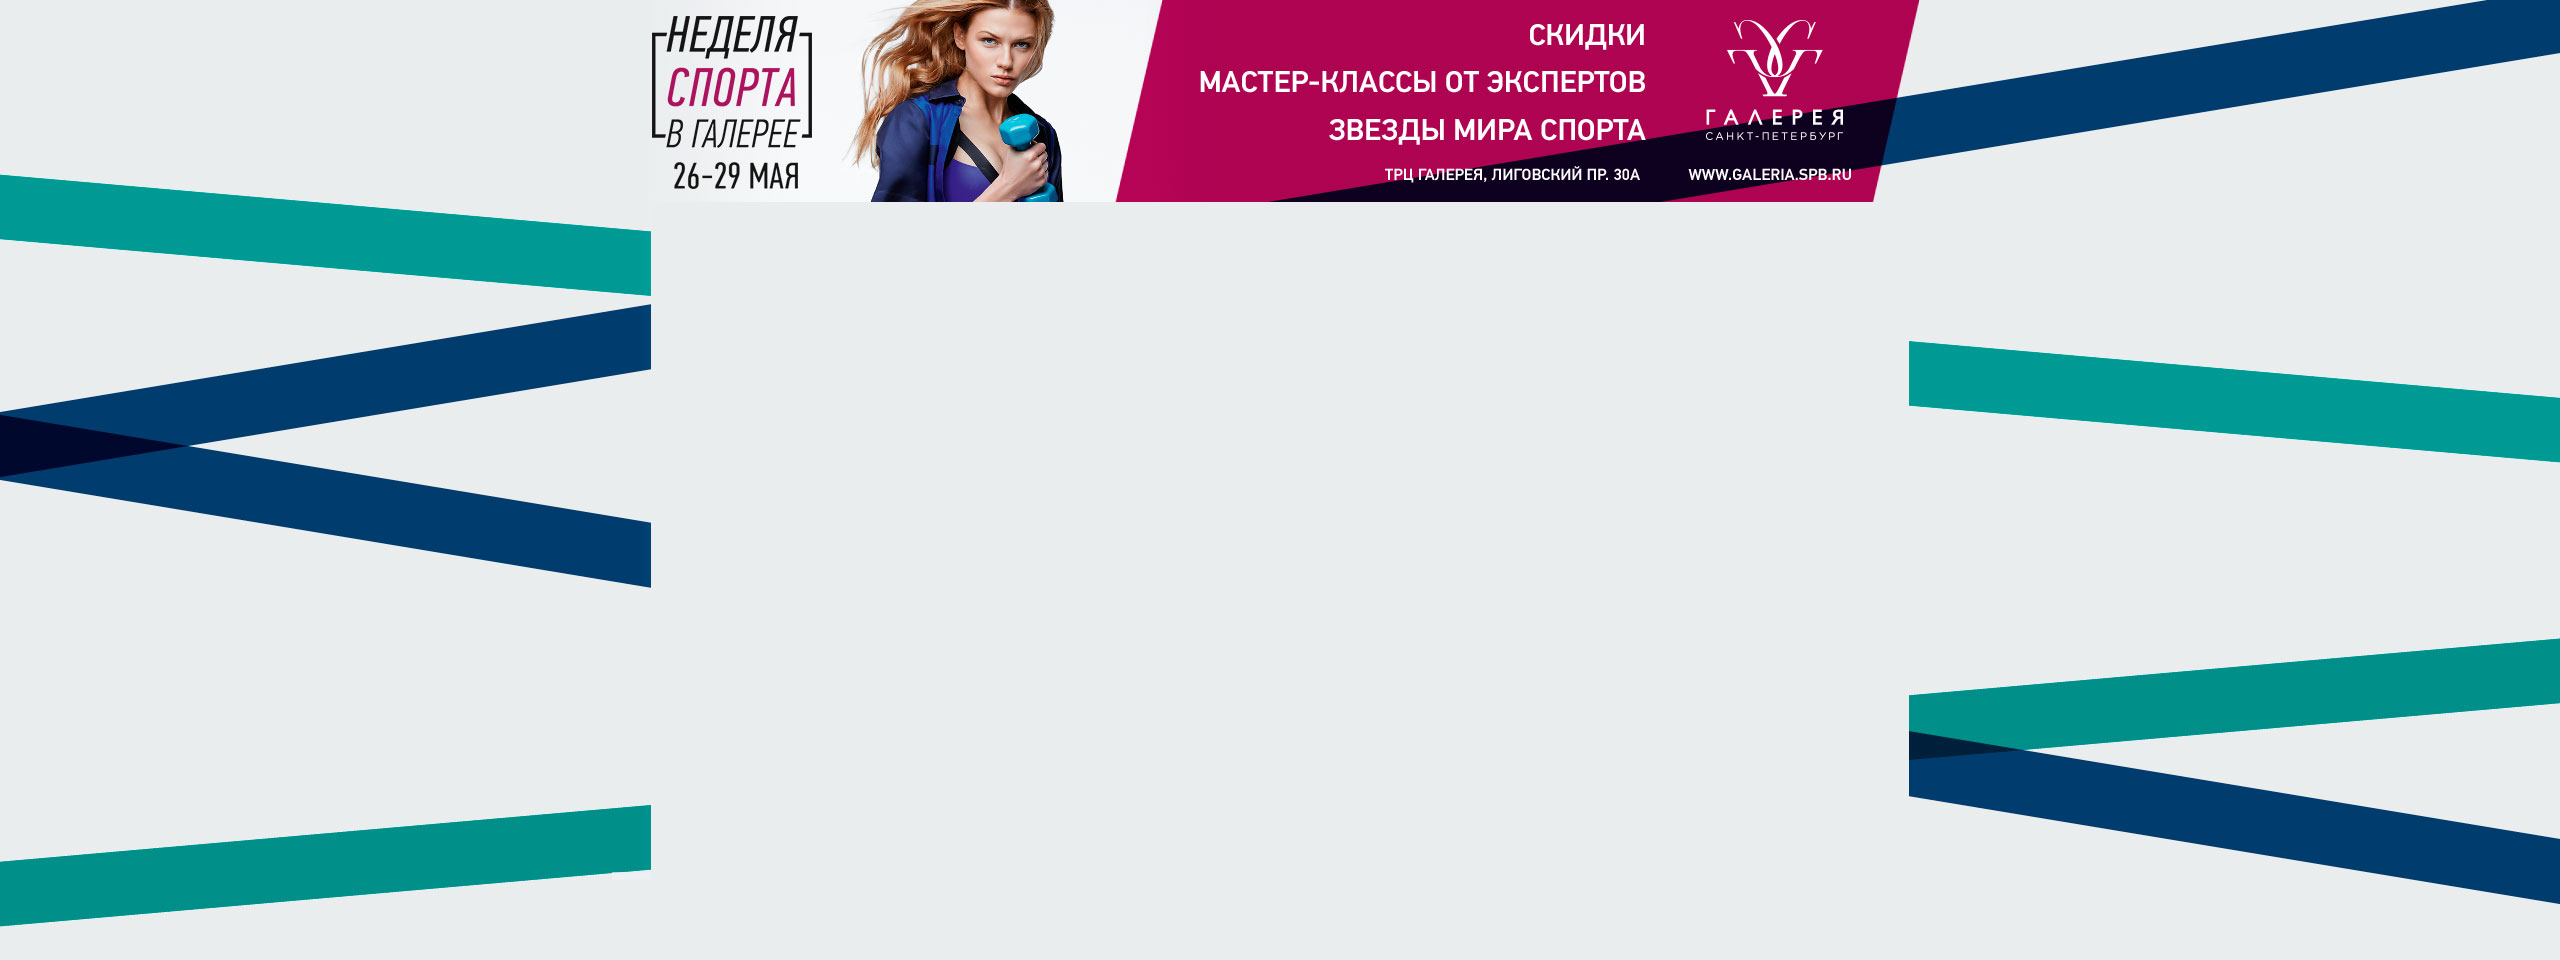 НЕДЕЛЯ
СПОРТА
В ГАЛЕРЕЕ
26-29 МАЯ
СКИДКИ
МАСТЕР-КЛАССЫ ОТ ЭКСПЕРТОВ
ЗВЕЗДЫ МИРА СПОРТА
ТРЦ ГАЛЕРЕЯ, ЛИГОВСКИЙ ПР. 30А
ГАЛЕРЕЯ
САНКТ-ПЕТЕРБУРГ
WWW.GALERIA.SPB.RU